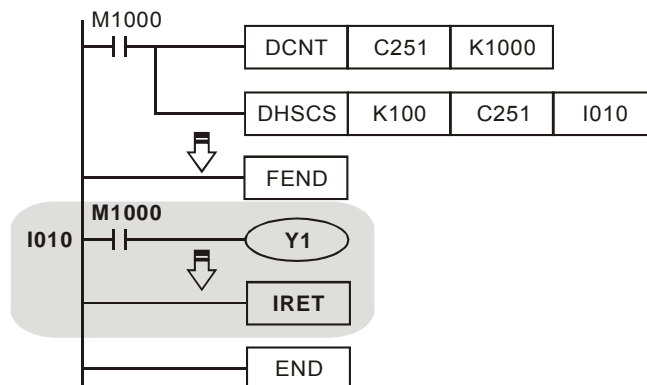 M1000
DCNT C251 K1000
DHSCS K100 C251 I010
FEND
M1000
I010 Y1
IRET
END